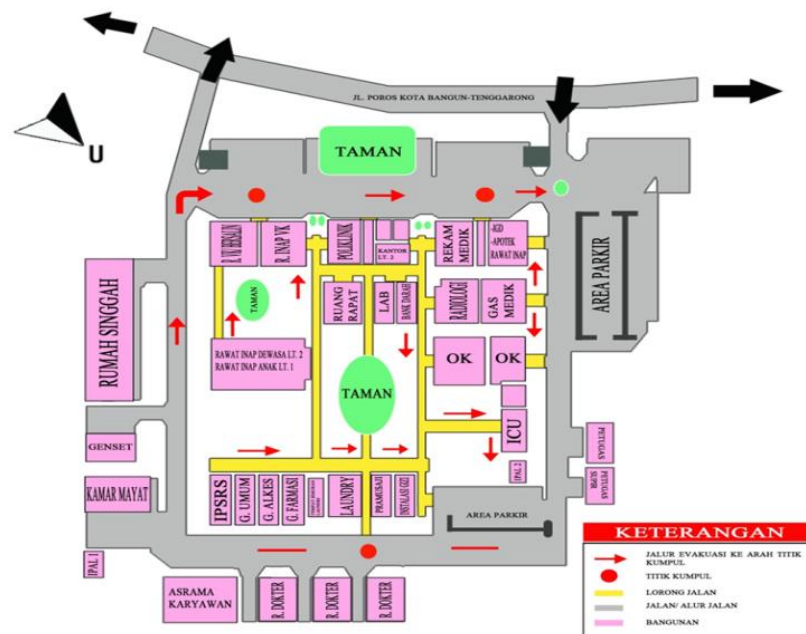 JL. POROS KOTA BANGUN-TENGGARONG
U
TAMAN
R. VK/ BERSALIN
R. INAP VK
POLIKLINIK
KANTOR
LT. 2
REKAM
MEDIK
-IGD
-APOTEK
RAWAT INAP
AREA PARKIR
RUMAH SINGGAH
TAMAN
RUANG
RAPAT
LAB
BANK DARAH
RADIOLOGI
GAS
MEDIK
RAWAT INAP DEWASA LT. 2
RAWAT INAP ANAK LT. 1
TAMAN
OK
OK
ICU
GENSET
KAMAR MAYAT
IPAL 1
IPSRS
G. UMUM
G. ALKES
G. FARMASI
LAUNDRY
PRAMUSAJI
INSTALASI GIZI
IPAL 2
PETUGAS
PETUGAS
SUPIR
AREA PARKIR
ASRAMA
KARYAWAN
R. DOKTER
R. DOKTER
R. DOKTER
KETERANGAN
JALUR EVAKUASI KE ARAH TITIK
KUMPUL
TITIK KUMPUL
LORONG JALAN
JALAN/ ALUR JALAN
BANGUNAN